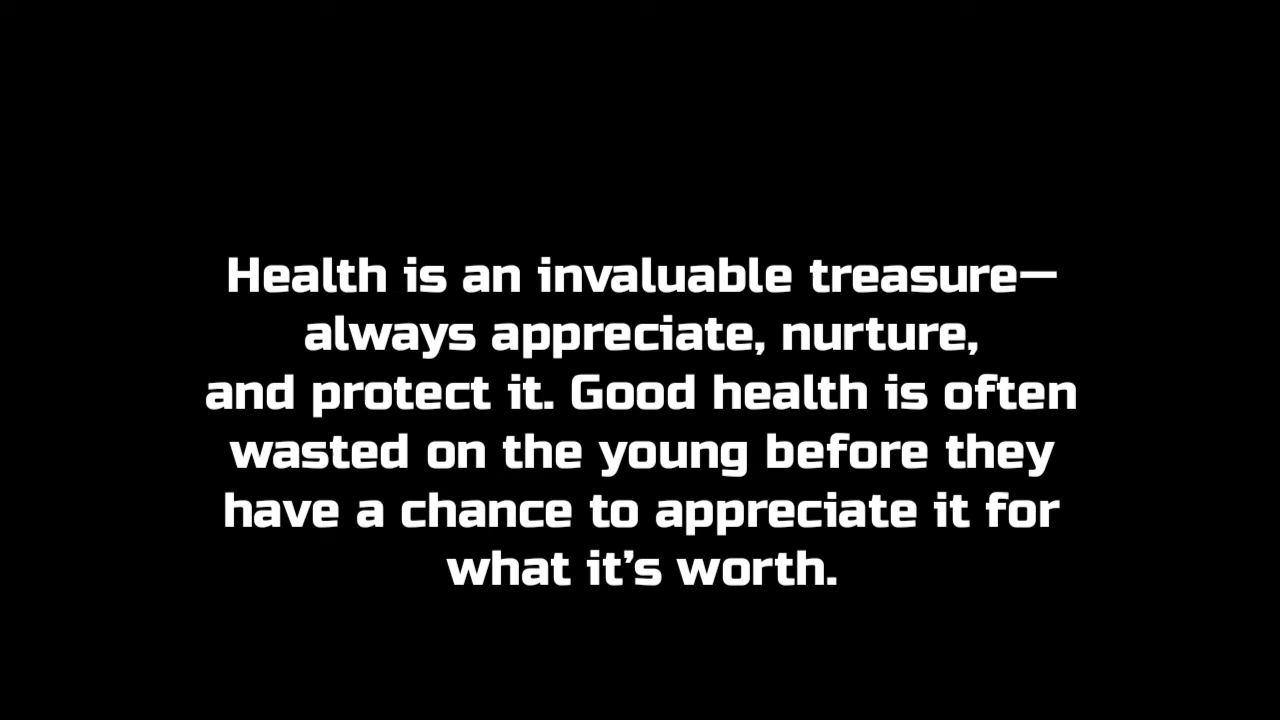 Health is an invaluable treasure—
always appreciate, nurture,
and protect it. Good health is often
wasted on the young before they
have a chance to appreciate it for
what it’s worth.